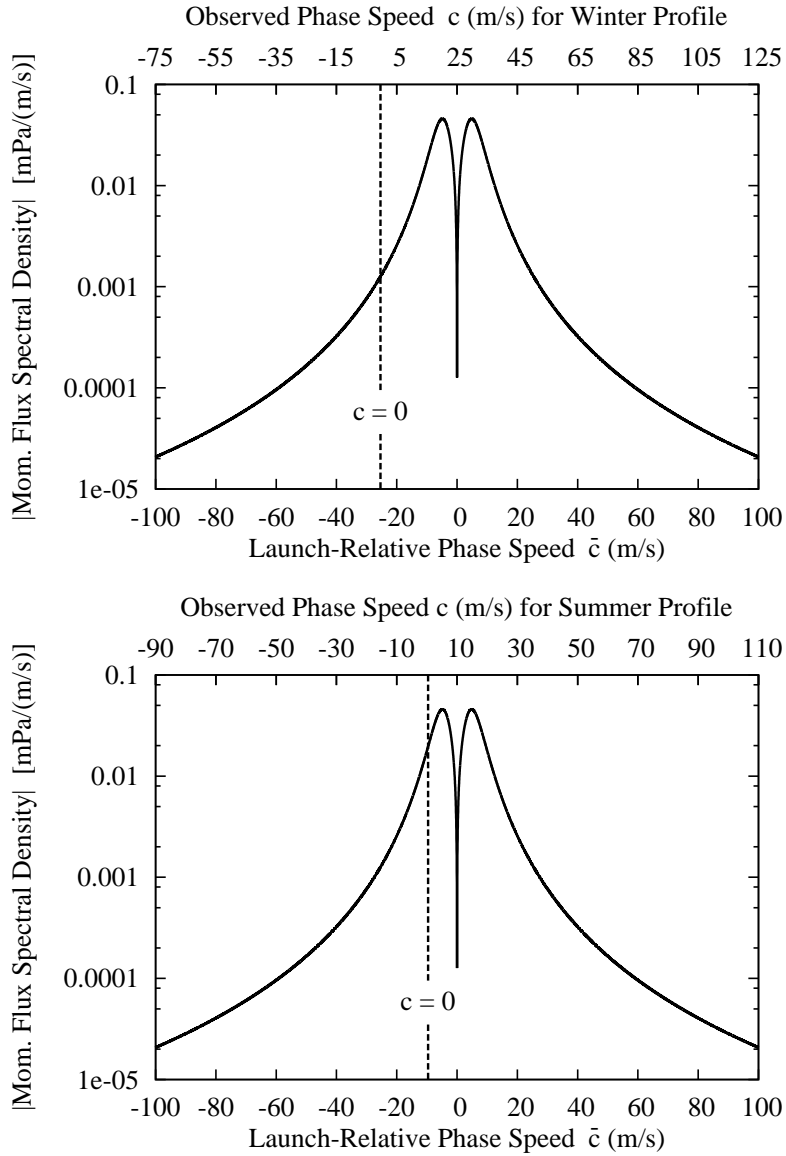 Observed Phase Speed c (m/s) for Winter Profile
-75 -55 -35 -15 5 25 45 65 85 105 125
|Mom. Flux Spectral Density| [mPa/(m/s)]
0.1
0.01
0.001
0.0001
1e-05
c = 0
-100 -80 -60 -40 -20 0 20 40 60 80 100
Launch-Relative Phase Speed c̄ (m/s)
Observed Phase Speed c (m/s) for Summer Profile
-90 -70 -50 -30 -10 10 30 50 70 90 110
|Mom. Flux Spectral Density| [mPa/(m/s)]
0.1
0.01
0.001
0.0001
1e-05
c = 0
-100 -80 -60 -40 -20 0 20 40 60 80 100
Launch-Relative Phase Speed c̄ (m/s)